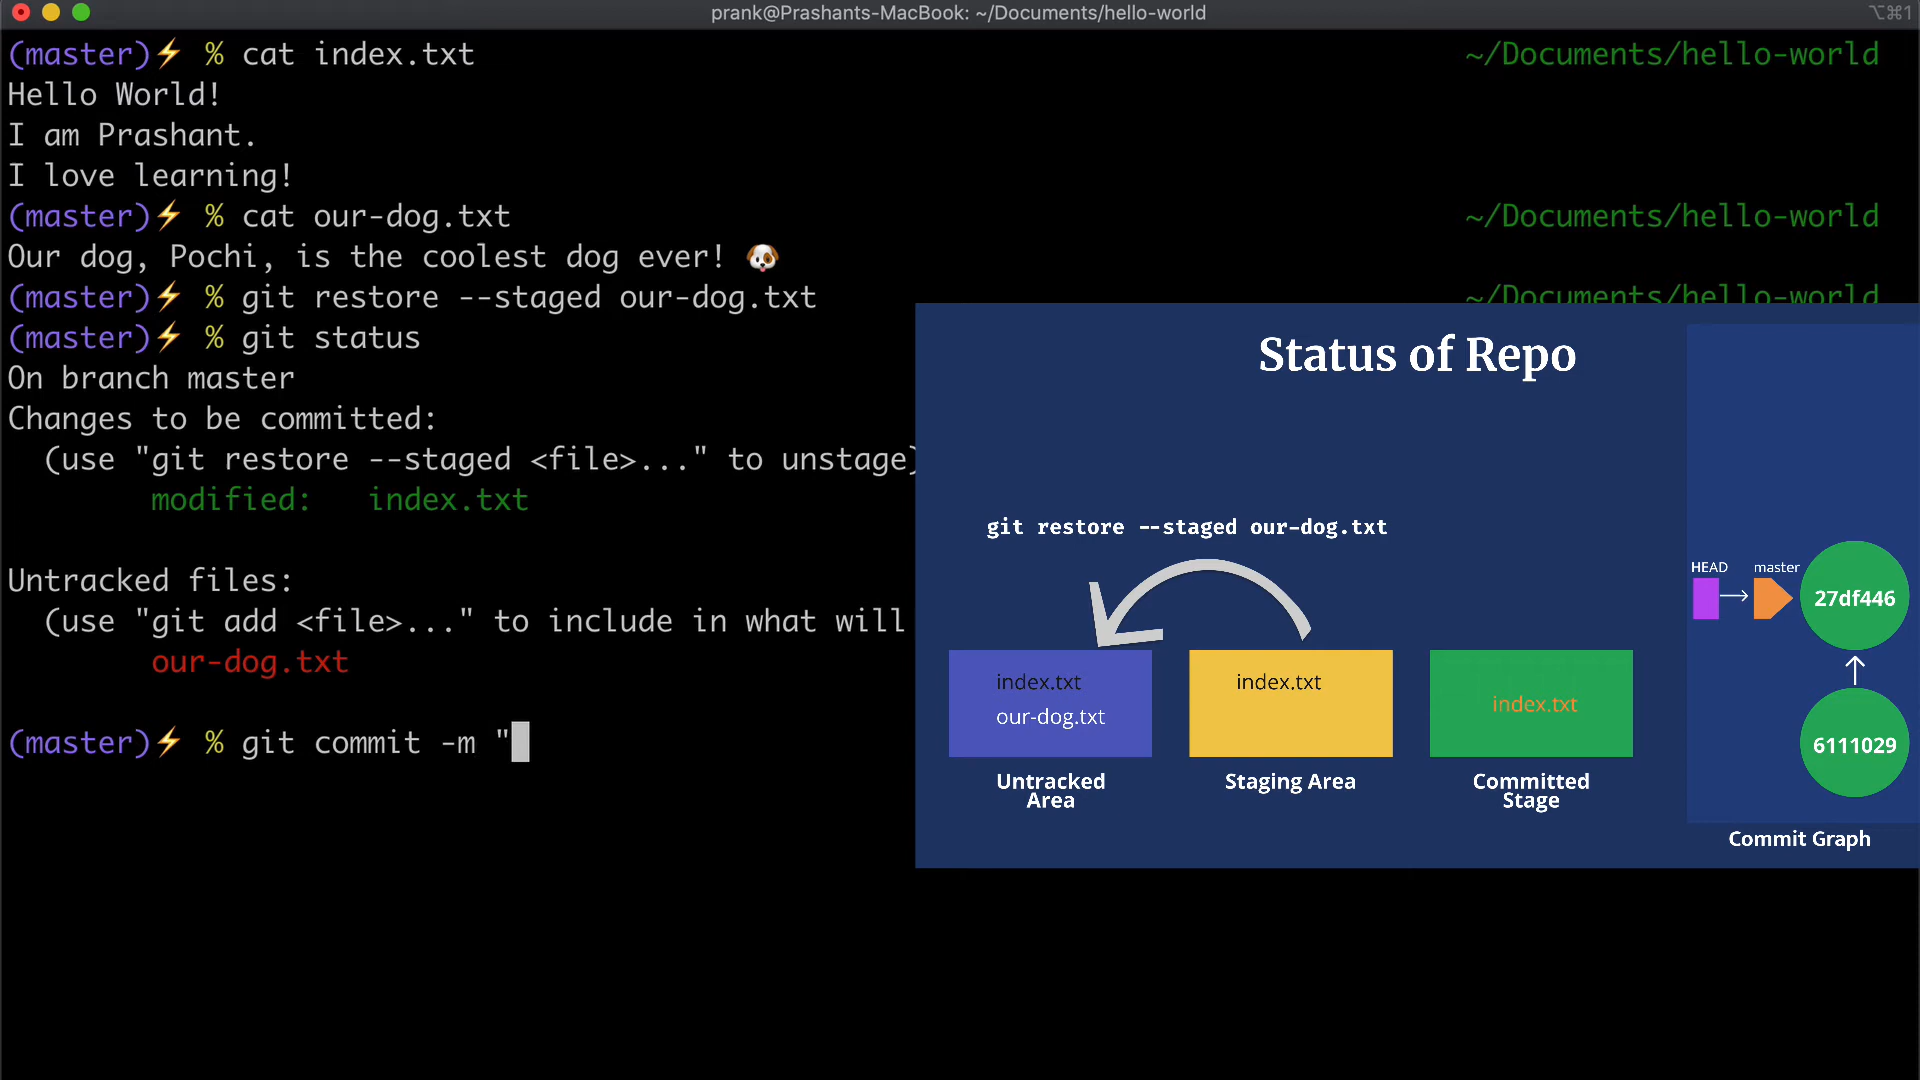 prank@Prashants-MacBook: ~/Documents/hello-world
⌥⌘1
(master)⚡ % cat index.txt ~/Documents/hello-world
Hello World!
I am Prashant.
I love learning!
(master)⚡ % cat our-dog.txt ~/Documents/hello-world
Our dog, Pochi, is the coolest dog ever! 🐶
(master)⚡ % git restore --staged our-dog.txt ~/Documents/hello-world
(master)⚡ % git status
On branch master
Changes to be committed:
(use "git restore --staged <file>..." to unstage)
modified: index.txt
Untracked files:
(use "git add <file>..." to include in what will
our-dog.txt
(master)⚡ % git commit -m "
Status of Repo
git restore --staged our-dog.txt
index.txt
our-dog.txt
Untracked
Area
index.txt
Staging Area
index.txt
Committed
Stage
HEAD
master
27df446
6111029
Commit Graph